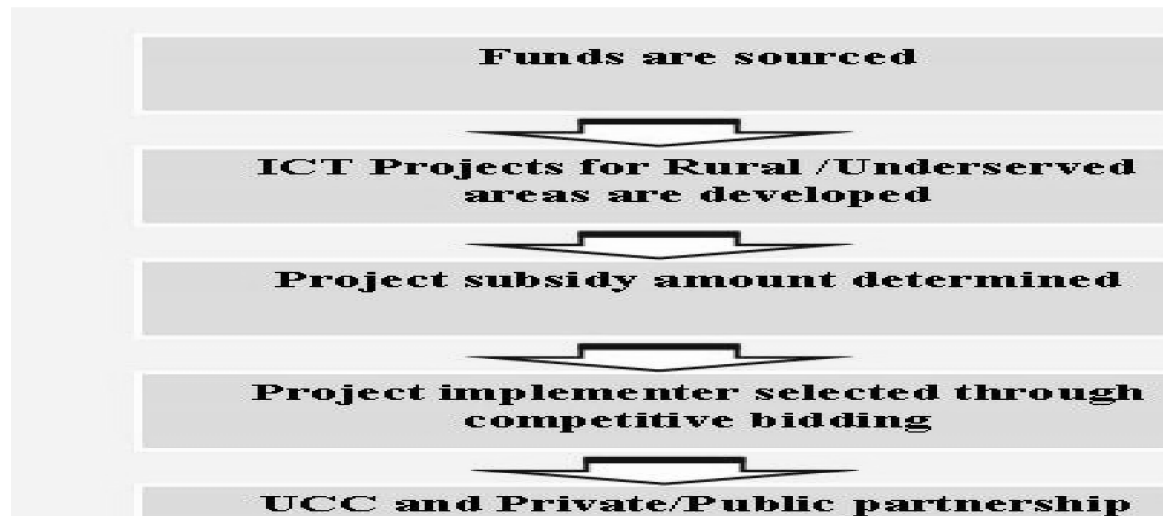 Funds are sourced
ICT Projects for Rural /Underserved
areas are developed
Project subsidy amount determined
Project implementer selected through
competitive bidding
UCC and Private/Public partnership